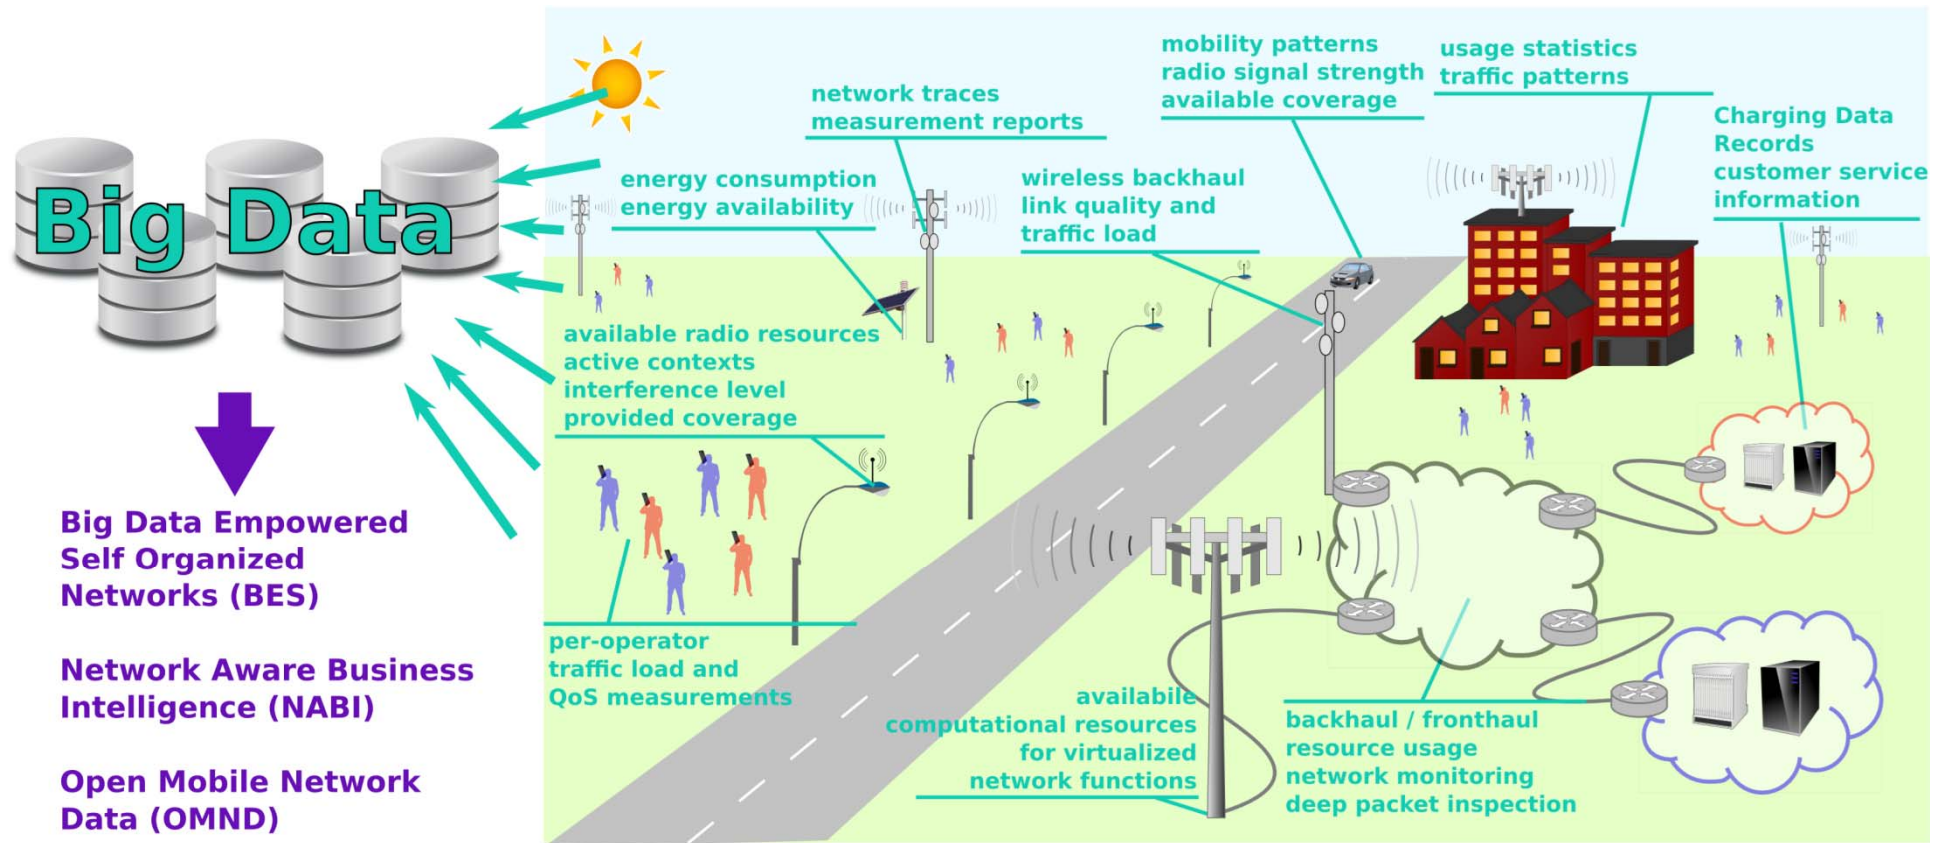 Big Data
Big Data Empowered
Self Organized
Networks (BES)
Network Aware Business
Intelligence (NABI)
Open Mobile Network
Data (OMND)
network traces
measurement reports
mobility patterns
radio signal strength
available coverage
usage statistics
traffic patterns
Charging Data
Records
customer service
information
energy consumption
energy availability
wireless backhaul
link quality and
traffic load
available radio resources
active contexts
interference level
provided coverage
per-operator
traffic load and
QoS measurements
availabile
computational resources
for virtualized
network functions
backhaul / fronthaul
resource usage
network monitoring
deep packet inspection